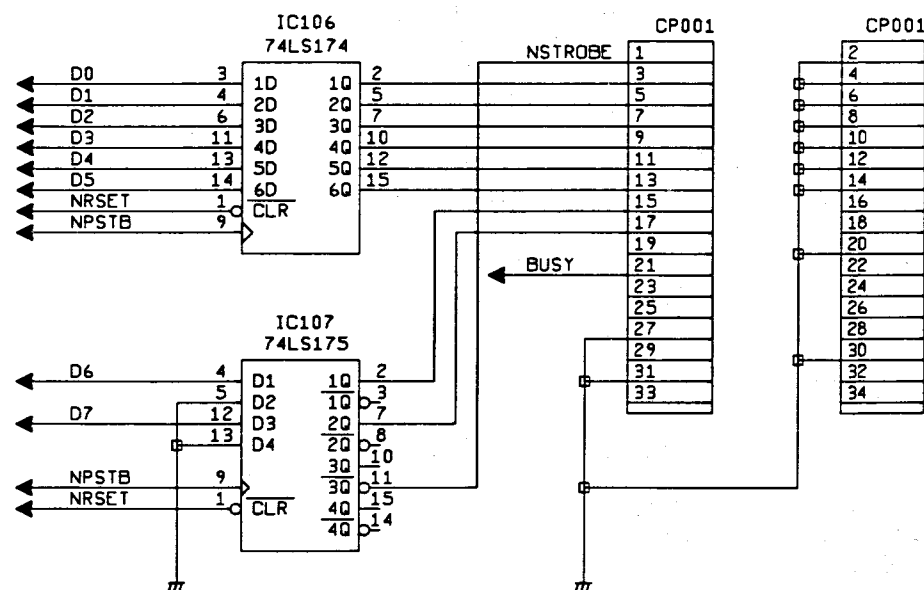 IC106
74LS174
D0 3 1D 1Q 2
D1 4 2D 2Q 5
D2 6 3D 3Q 7
D3 11 4D 4Q 10
D4 13 5D 5Q 12
D5 14 6D 6Q 15
NRSET 1 CLR
NPSTB 9
IC107
74LS175
D6 4 D1 1Q 2
5 D2 1Q 3
D7 12 D3 2Q 7
13 D4 2Q 8
3Q 10
NPSTB 9 3Q 11
NRSET 1 CLR 4Q 15
4Q 14
NSTROBE
BUSY
CP001
1
3
5
7
9
11
13
15
17
19
21
23
25
27
29
31
33
CP001
2
4
6
8
10
12
14
16
18
20
22
24
26
28
30
32
34